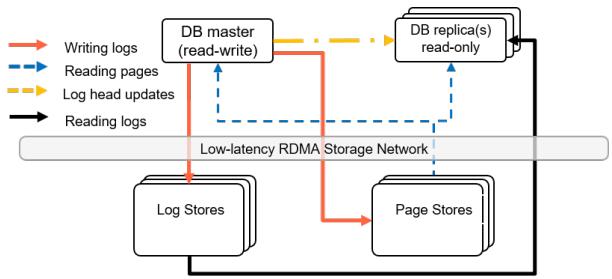 DB master
(read-write)
DB replica(s)
read-only
Writing logs
Reading pages
Log head updates
Reading logs
Low-latency RDMA Storage Network
Log Stores
Page Stores